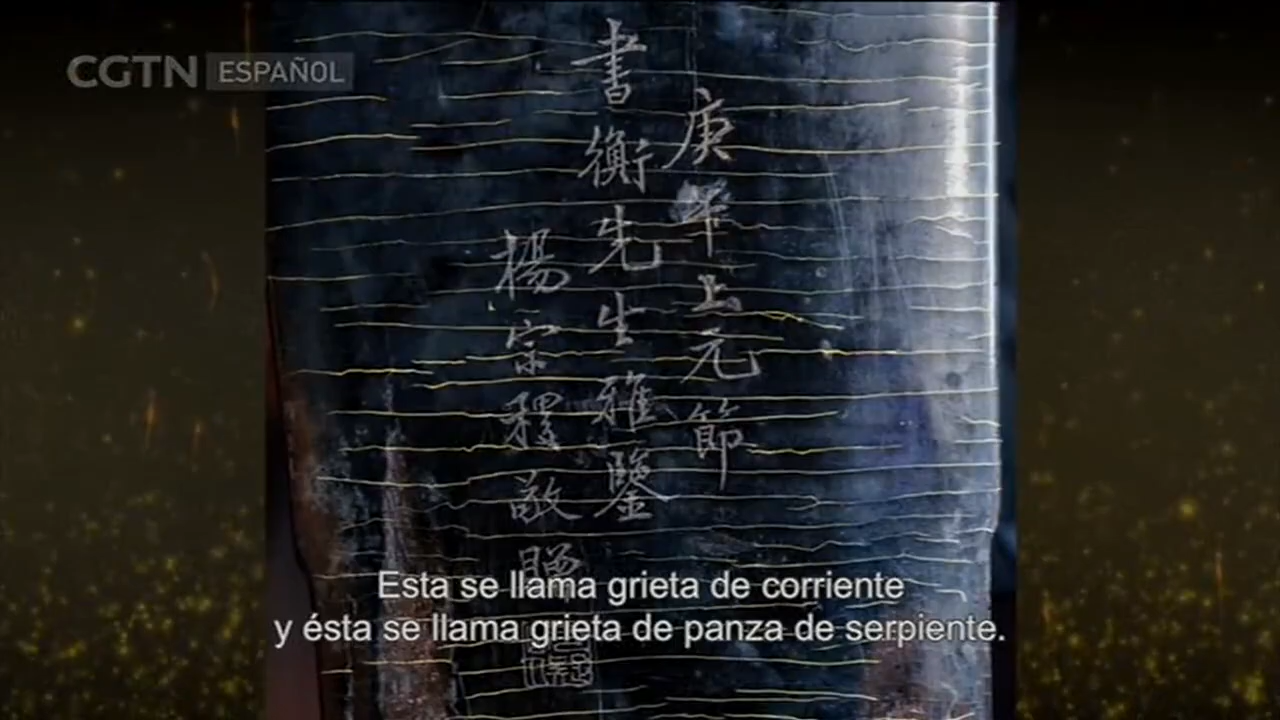 CGTN ESPAÑOL
庚午上元節
書衡先生雅鑒
楊宗稷敬贈
Esta se llama grieta de corriente
y ésta se llama grieta de panza de serpiente.